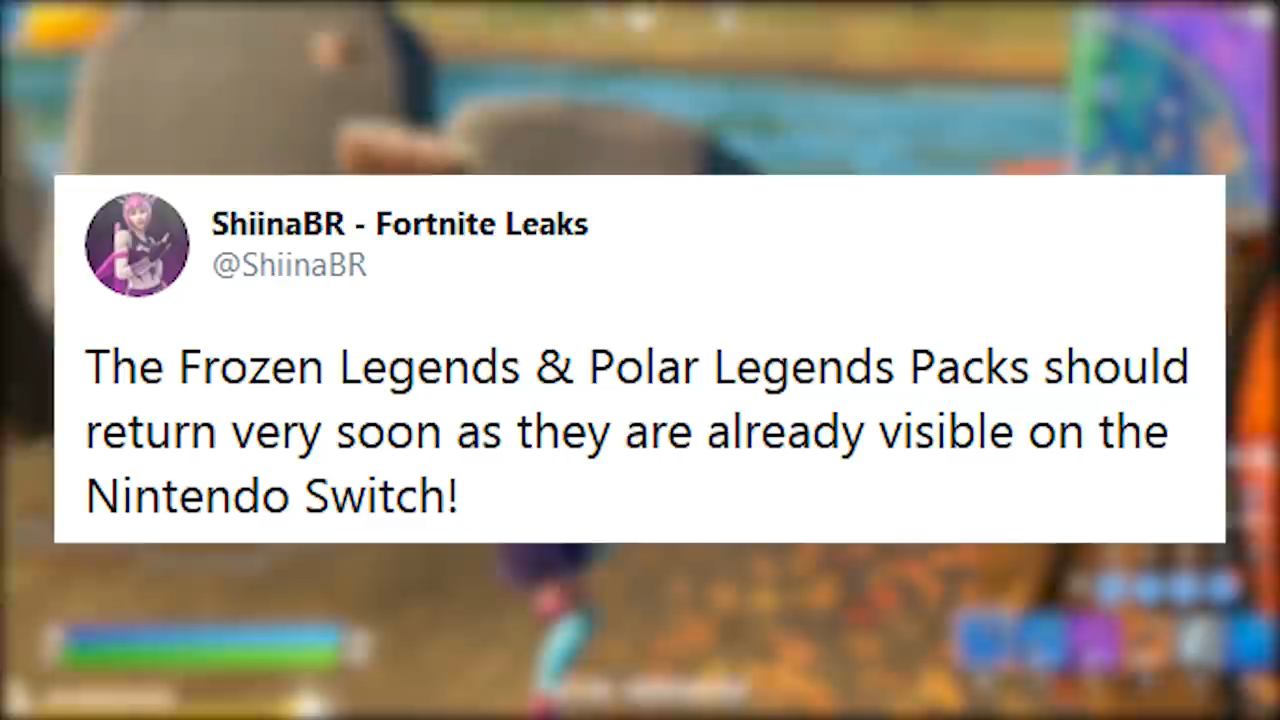 ShiinaBR - Fortnite Leaks
@ShiinaBR
The Frozen Legends & Polar Legends Packs should
return very soon as they are already visible on the
Nintendo Switch!